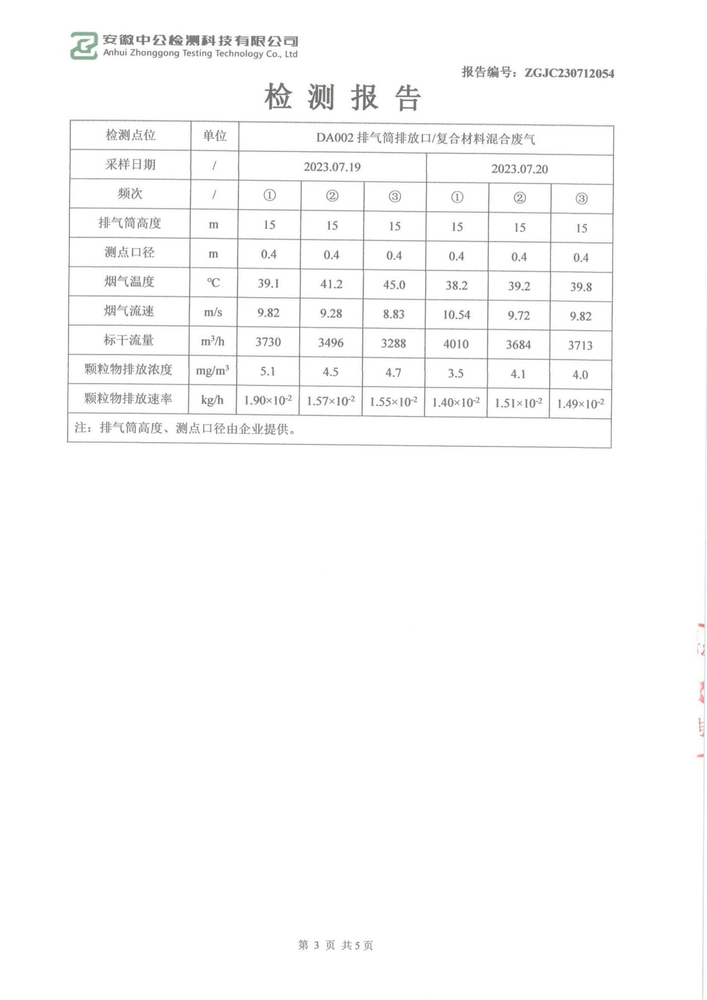 安徽中公检测科技有限公司
Anhui Zhonggong Testing Technology Co., Ltd
报告编号：ZGJC230712054
检测报告
检测点位 单位 DA002 排气筒排放口/复合材料混合废气
采样日期 / 2023.07.19 2023.07.20
频次 / ① ② ③ ① ② ③
排气筒高度 m 15 15 15 15 15 15
测点口径 m 0.4 0.4 0.4 0.4 0.4 0.4
烟气温度 ℃ 39.1 41.2 45.0 38.2 39.2 39.8
烟气流速 m/s 9.82 9.28 8.83 10.54 9.72 9.82
标干流量 m³/h 3730 3496 3288 4010 3684 3713
颗粒物排放浓度 mg/m³ 5.1 4.5 4.7 3.5 4.1 4.0
颗粒物排放速率 kg/h 1.90×10⁻² 1.57×10⁻² 1.55×10⁻² 1.40×10⁻² 1.51×10⁻² 1.49×10⁻²
注：排气筒高度、测点口径由企业提供。
第 3 页 共 5 页